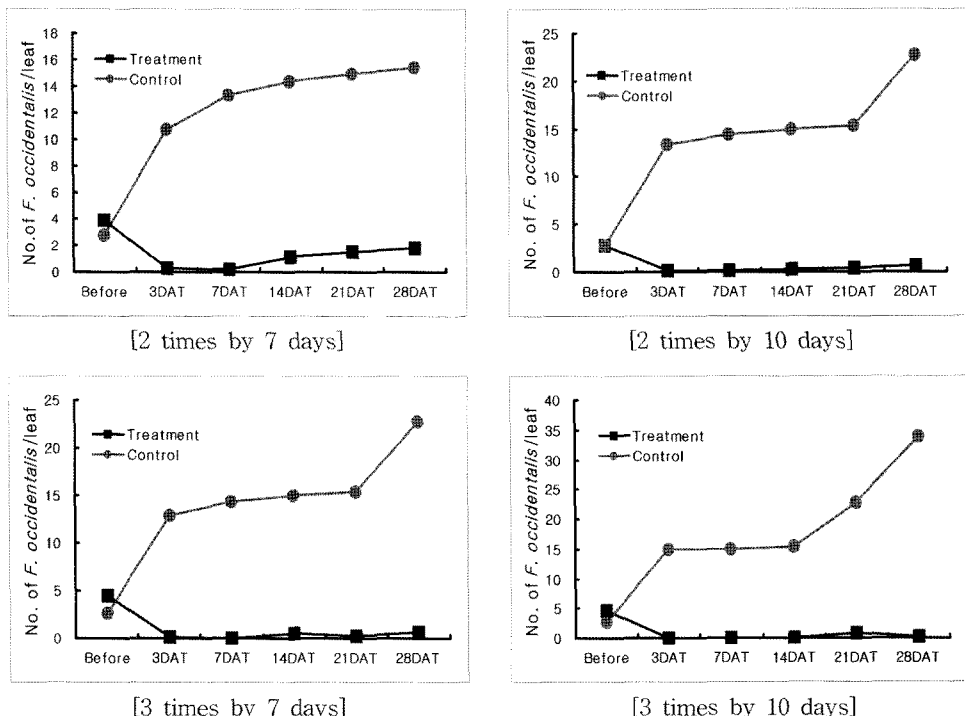 No.of F. occidentalis/leaf
18
16
14
12
10
8
6
4
2
0
Treatment
Control
Before 3DAT 7DAT 14DAT 21DAT 28DAT
[2 times by 7 days]
No. of F. occidentalis/leaf
25
20
15
10
5
0
Treatment
Control
Before 3DAT 7DAT 14DAT 21DAT 28DAT
[2 times by 10 days]
No. of F. occidentalis/leaf
25
20
15
10
5
0
Treatment
Control
Before 3DAT 7DAT 14DAT 21DAT 28DAT
[3 times by 7 days]
No. of F. occidentalis/leaf
40
35
30
25
20
15
10
5
0
Treatment
Control
Before 3DAT 7DAT 14DAT 21DAT 28DAT
[3 times by 10 days]